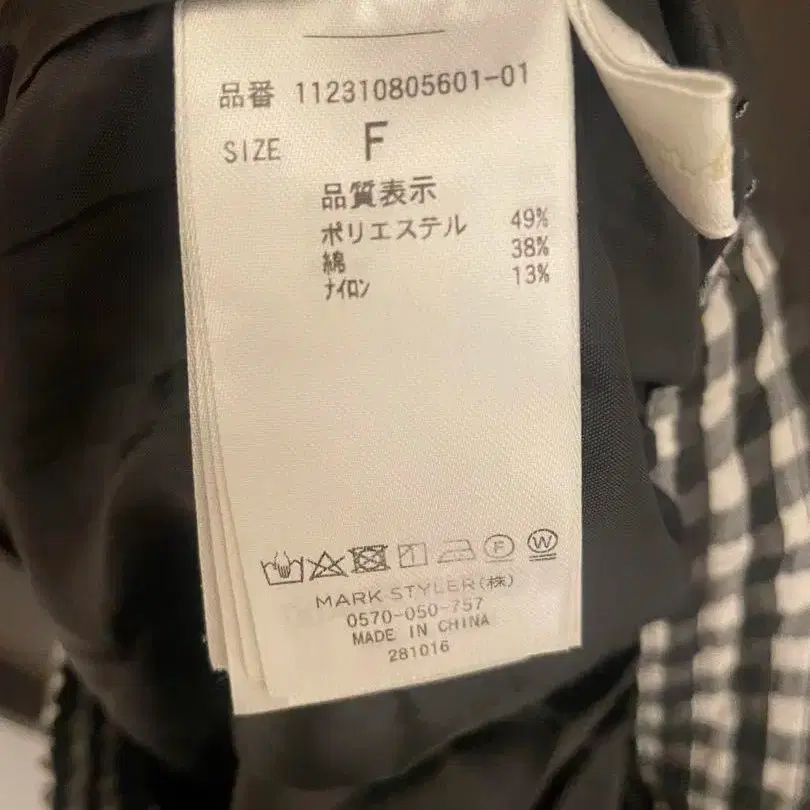 品番 112310805601-01
SIZE F
品質表示
ポリエステル 49%
綿 38%
ナイロン 13%
F W
MARK STYLER(株)
0570-050-757
MADE IN CHINA
281016